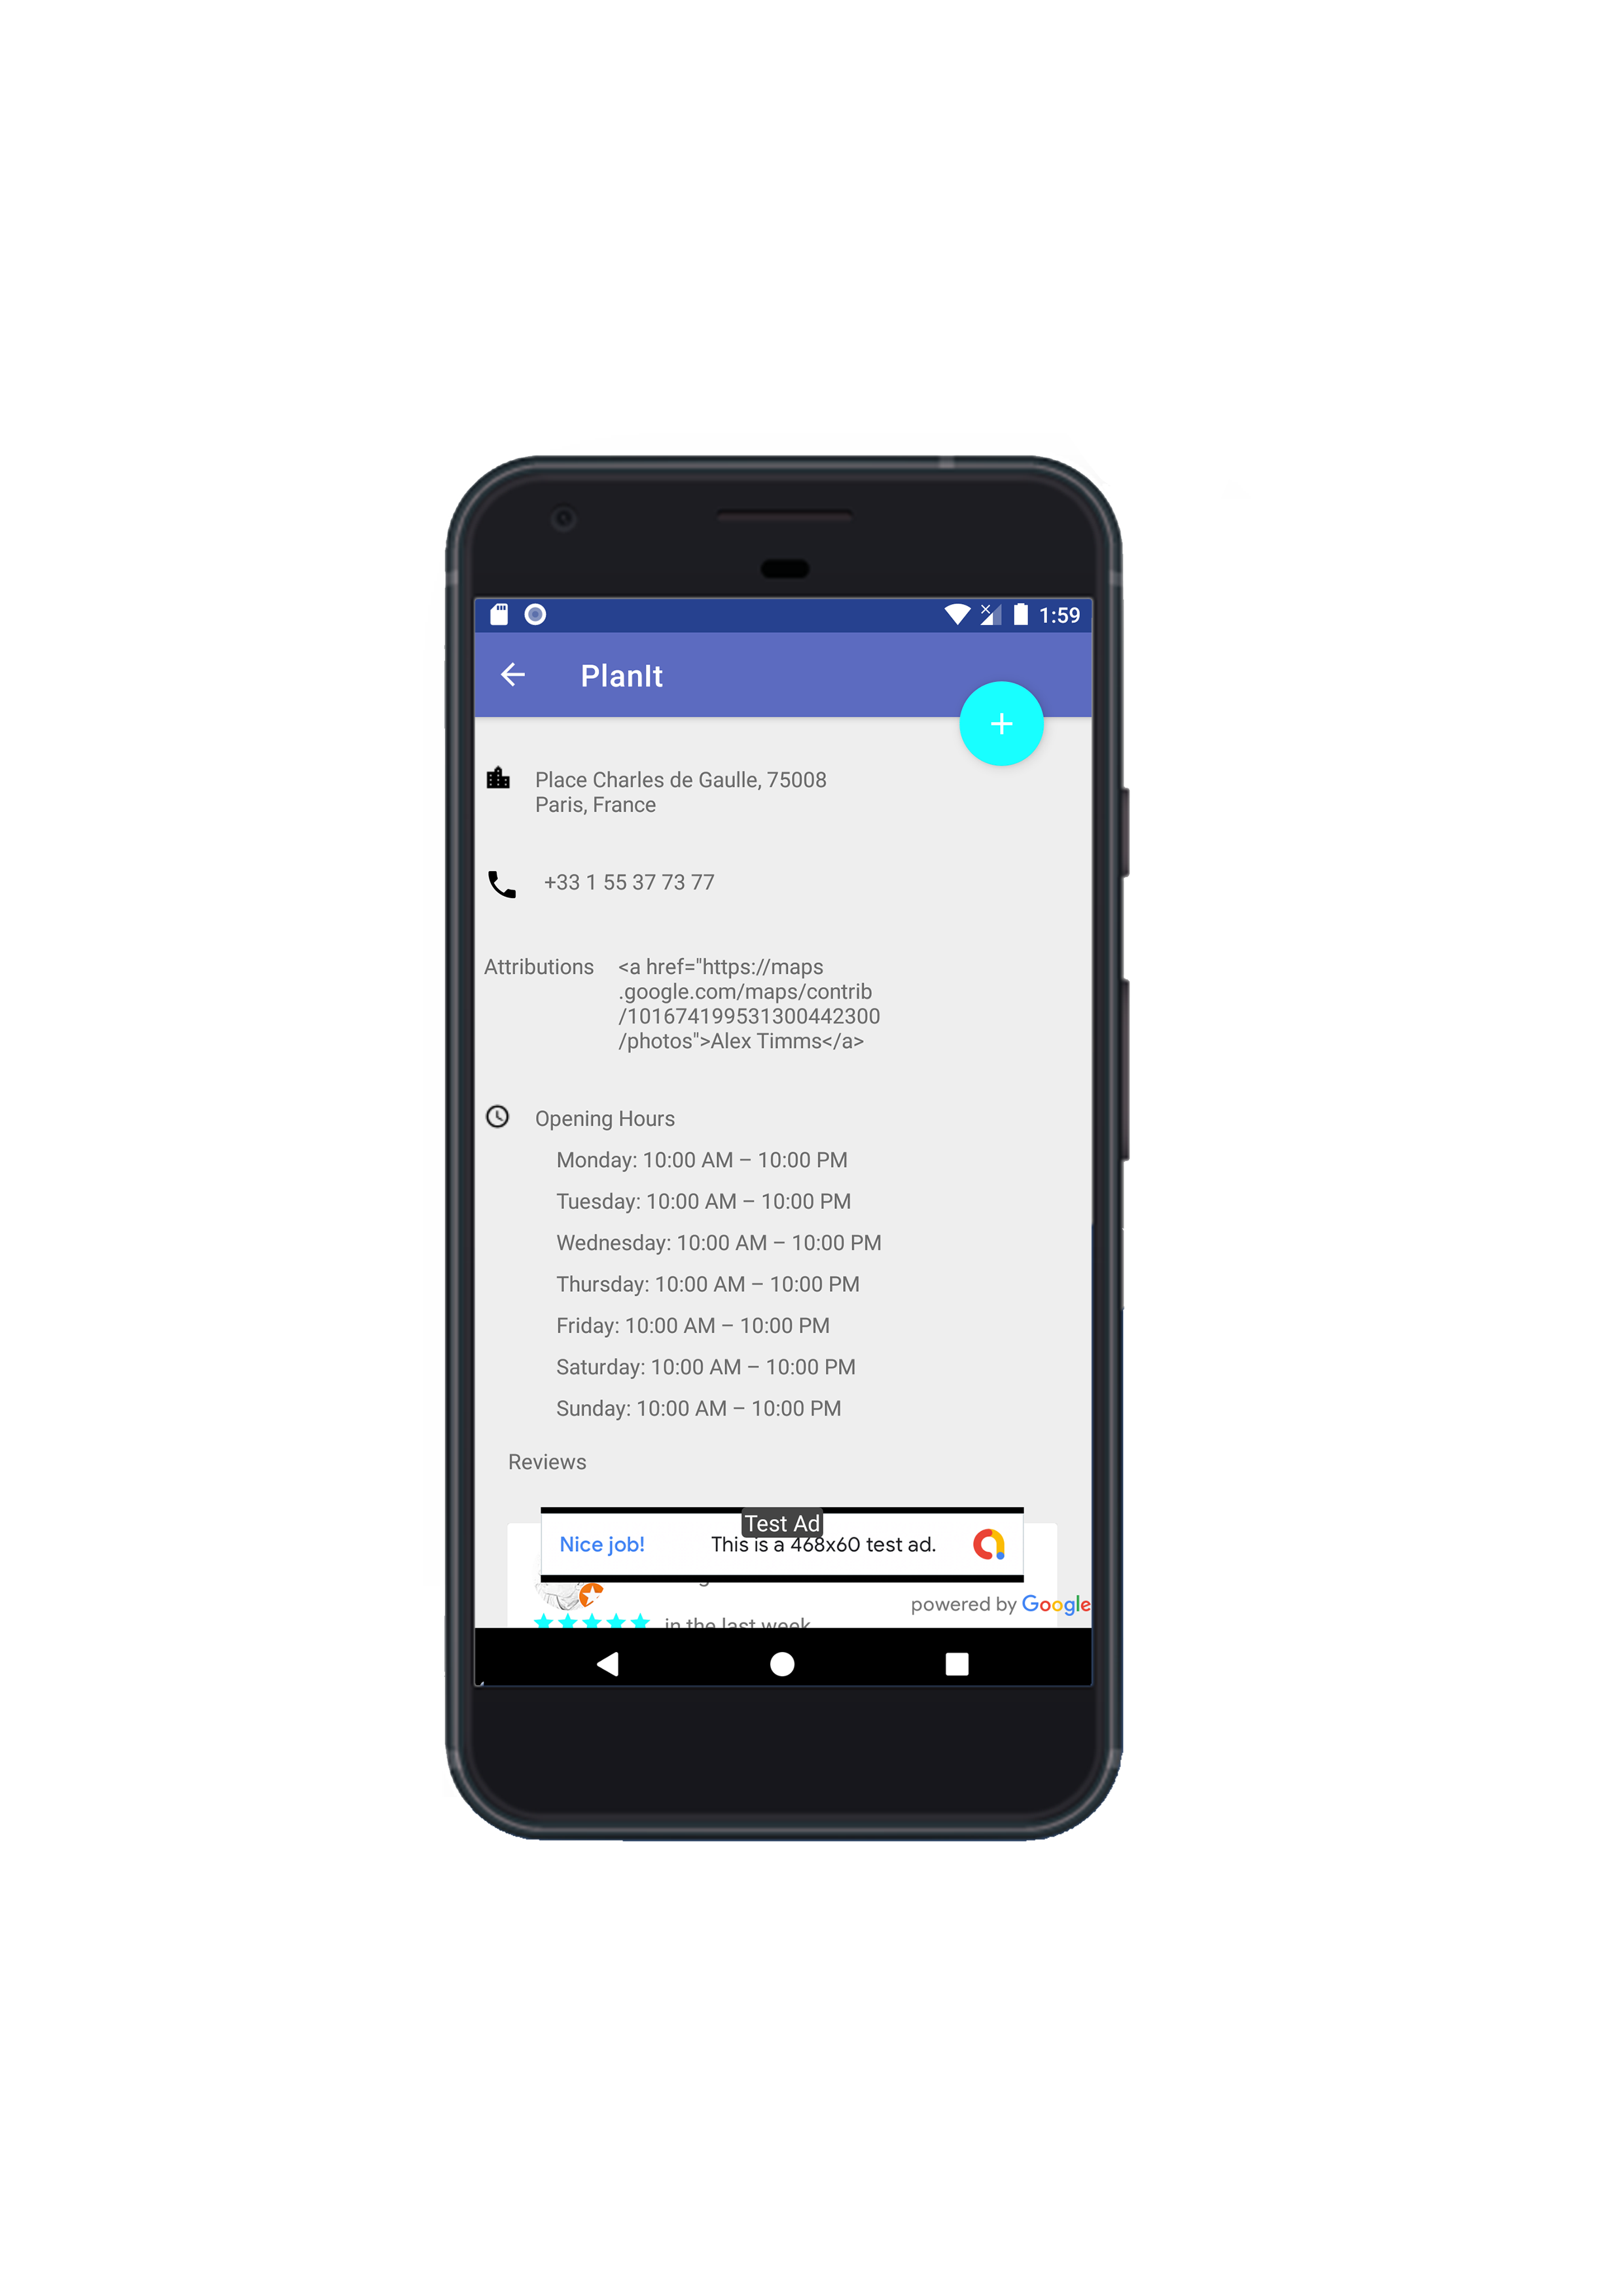 1:59
PlanIt
Place Charles de Gaulle, 75008
Paris, France
+33 1 55 37 73 77
Attributions
<a href="https://maps
.google.com/maps/contrib
/101674199531300442300
/photos">Alex Timms</a>
Opening Hours
Monday: 10:00 AM – 10:00 PM
Tuesday: 10:00 AM – 10:00 PM
Wednesday: 10:00 AM – 10:00 PM
Thursday: 10:00 AM – 10:00 PM
Friday: 10:00 AM – 10:00 PM
Saturday: 10:00 AM – 10:00 PM
Sunday: 10:00 AM – 10:00 PM
Reviews
Test Ad
Nice job! This is a 468x60 test ad.
powered by Google
in the last week